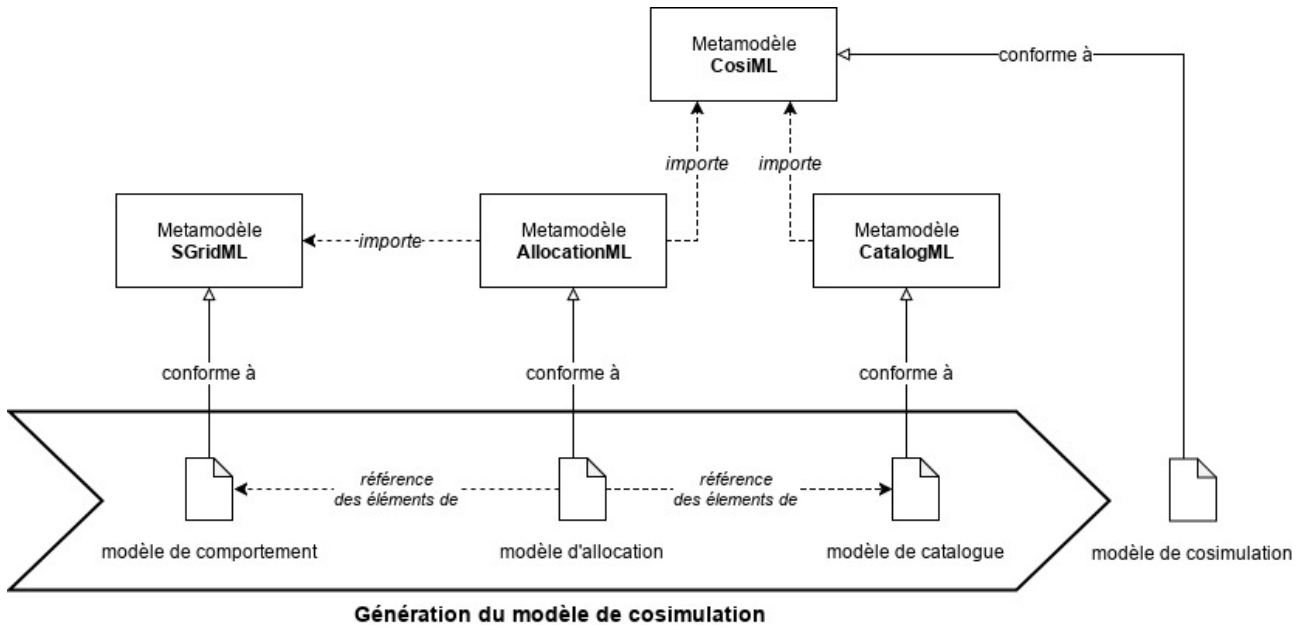 Metamodèle
CosiML
conforme à
importe
importe
Metamodèle
SGridML
importe
Metamodèle
AllocationML
Metamodèle
CatalogML
conforme à
conforme à
conforme à
référence
des éléments de
référence
des élements de
modèle de comportement
modèle d'allocation
modèle de catalogue
modèle de cosimulation
Génération du modèle de cosimulation